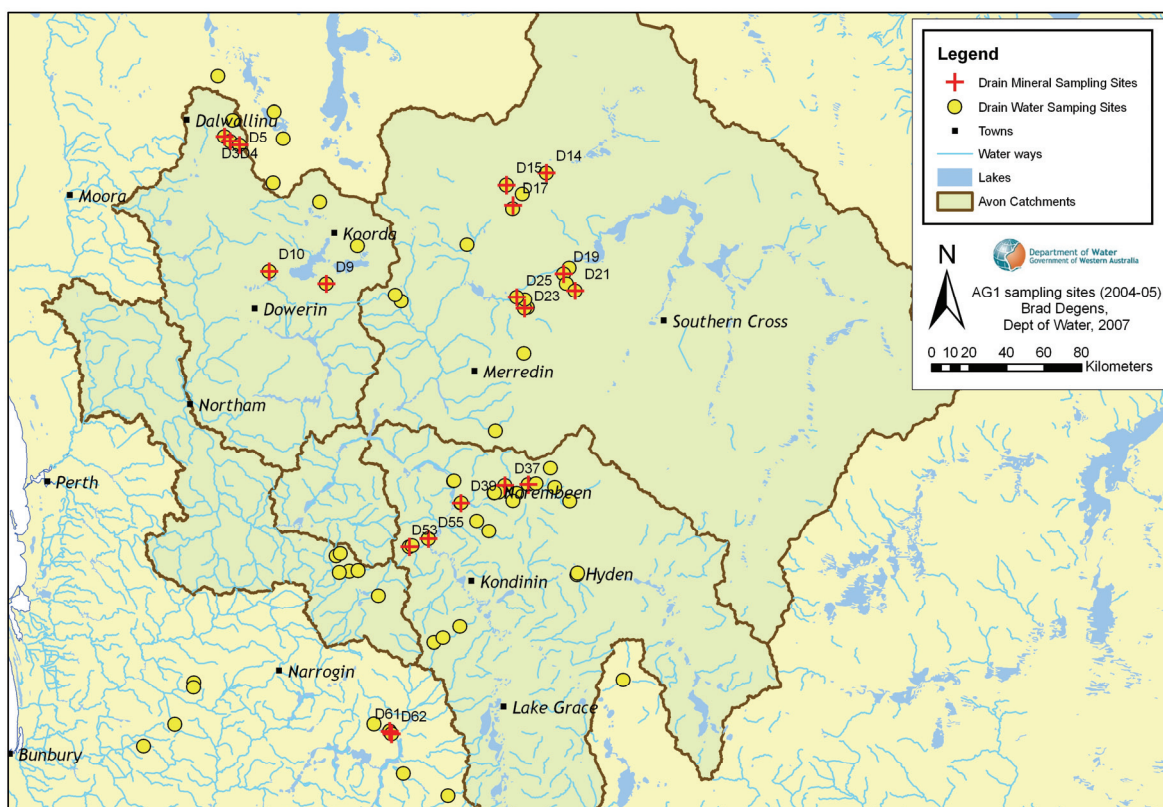 Legend
Drain Mineral Sampling Sites
Drain Water Sampling Sites
Towns
Water ways
Lakes
Avon Catchments
N
Department of Water
Government of Western Australia
AG1 sampling sites (2004-05)
Brad Degens,
Dept of Water, 2007
0 10 20 40 60 80
Kilometers
Dalwallinu
D5
D3 D4
D14
D15
D17
Moora
Koorda
D10
D9
D19
D21
D25
D23
Dowerin
Southern Cross
Merredin
Northam
Perth
D37
D39
Narembeen
D55
D53
Kondinin
Hyden
Narrogin
Lake Grace
D61 D62
Bunbury